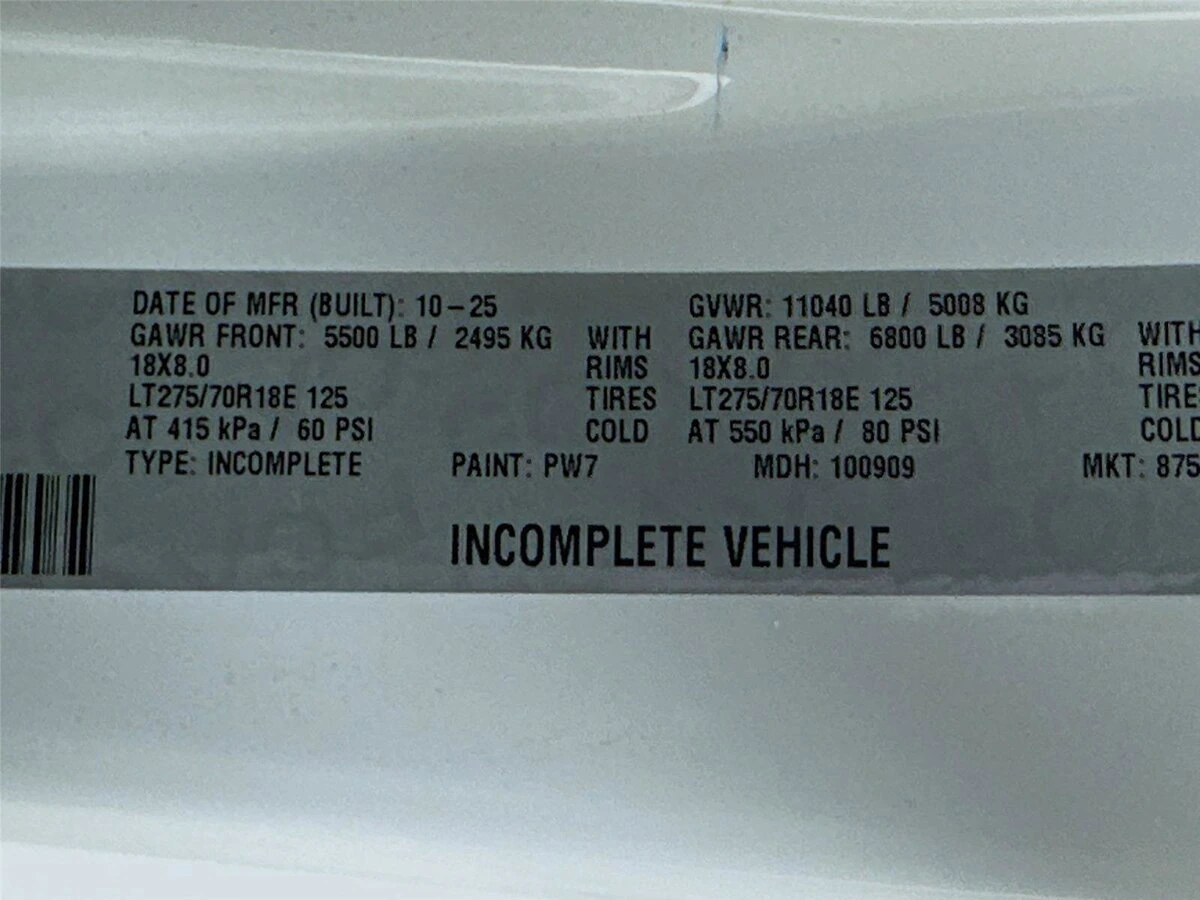 DATE OF MFR (BUILT): 10-25 GVWR: 11040 LB / 5008 KG
GAWR FRONT: 5500 LB / 2495 KG WITH GAWR REAR: 6800 LB / 3085 KG WITH
18X8.0 RIMS 18X8.0 RIMS
LT275/70R18E 125 TIRES LT275/70R18E 125 TIRE
AT 415 kPa / 60 PSI COLD AT 550 kPa / 80 PSI COLD
TYPE: INCOMPLETE PAINT: PW7 MDH: 100909 MKT: 875
INCOMPLETE VEHICLE